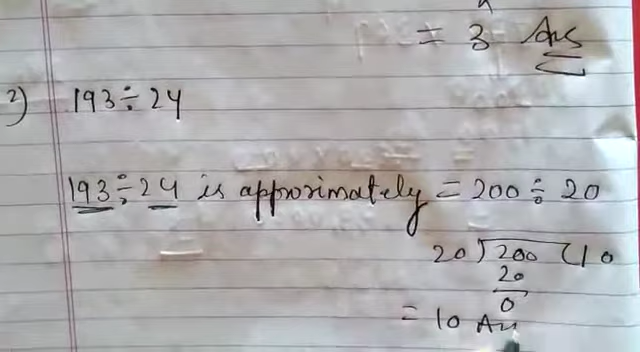 = 3 Ans
2) 193 ÷ 24
193 ÷ 24 is approximately = 200 ÷ 20
20 ) 200 ( 10
20
0
= 10 Ans